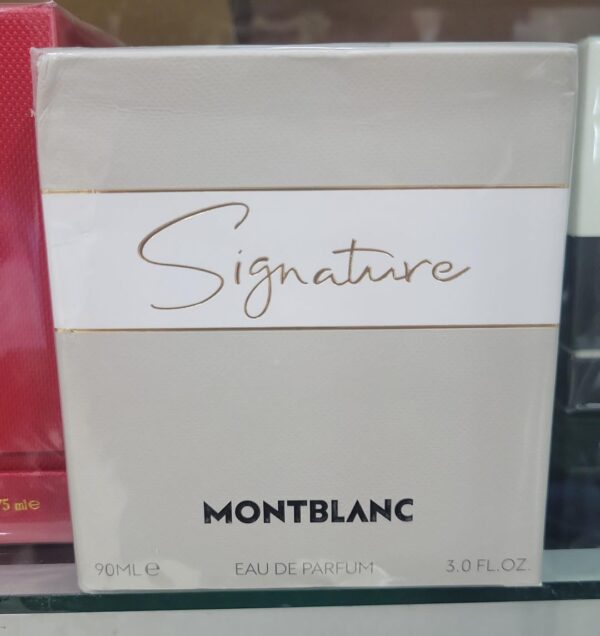 Signature
MONTBLANC
90ML e EAU DE PARFUM 3.0 FL.OZ.
75 ml e